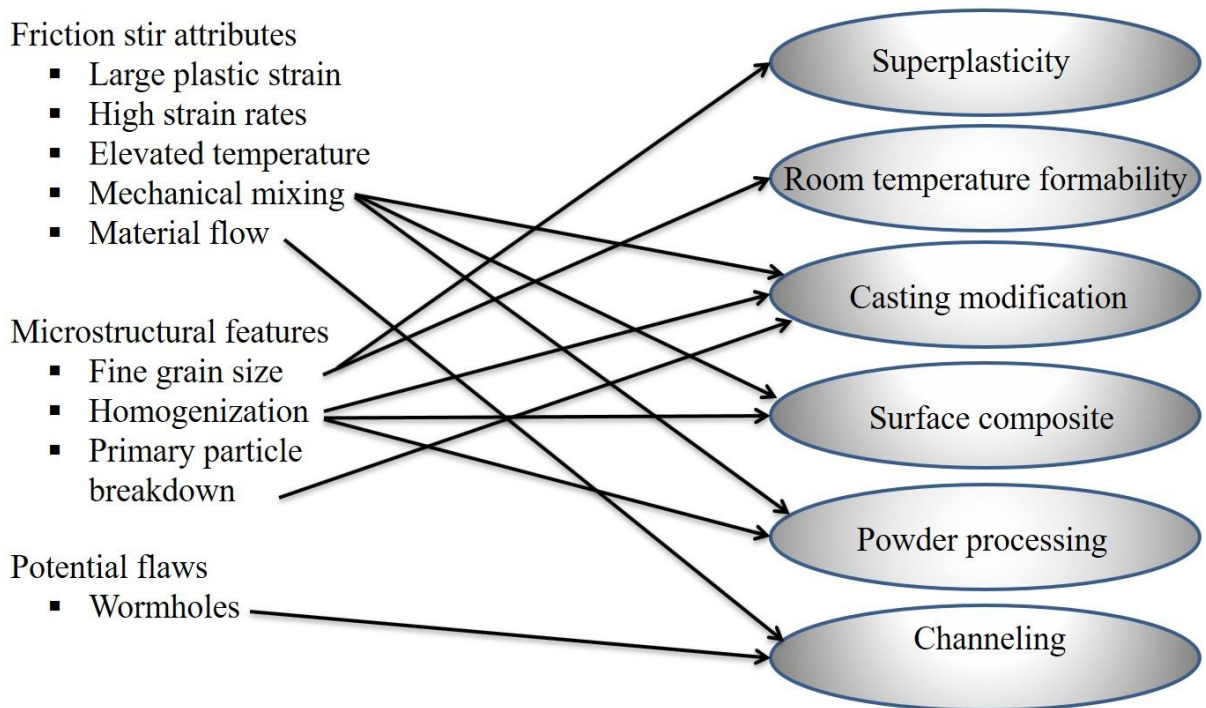 Friction stir attributes
▪ Large plastic strain
▪ High strain rates
▪ Elevated temperature
▪ Mechanical mixing
▪ Material flow
Microstructural features
▪ Fine grain size
▪ Homogenization
▪ Primary particle
breakdown
Potential flaws
▪ Wormholes
Superplasticity
Room temperature formability
Casting modification
Surface composite
Powder processing
Channeling